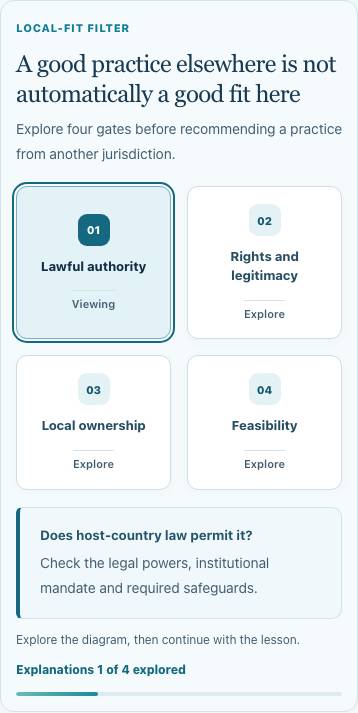 LOCAL-FIT FILTER
A good practice elsewhere is not
automatically a good fit here
Explore four gates before recommending a practice
from another jurisdiction.
01
Lawful authority
Viewing
02
Rights and
legitimacy
Explore
03
Local ownership
Explore
04
Feasibility
Explore
Does host-country law permit it?
Check the legal powers, institutional
mandate and required safeguards.
Explore the diagram, then continue with the lesson.
Explanations 1 of 4 explored